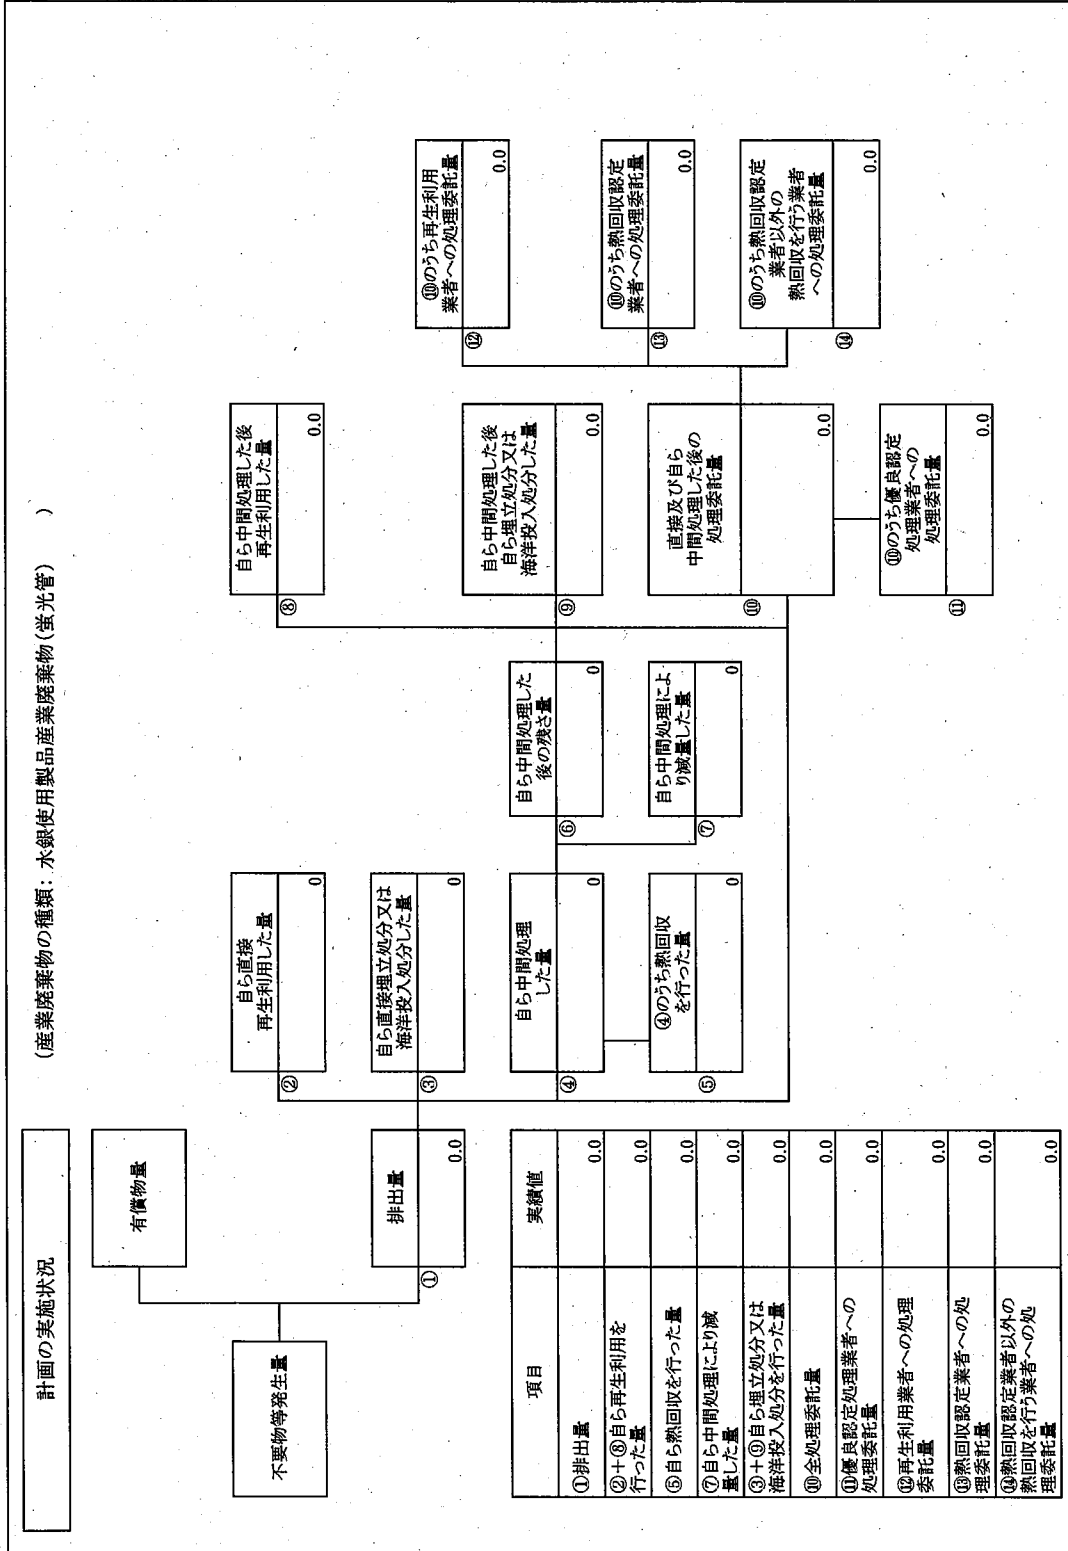 計画の実施状況
(産業廃棄物の種類：水銀使用製品産業廃棄物(蛍光管) )
不要物等発生量
有償物量
①
排出量
0.0
②
自ら直接
再生利用した量
0
③
自ら直接埋立処分又は
海洋投入処分した量
0
④
自ら中間処理
した量
0
⑤
④のうち熱回収
を行った量
0
⑥
自ら中間処理した
後の残さ量
0
⑦
自ら中間処理によ
り減量した量
0
⑧
自ら中間処理した後
再生利用した量
0.0
⑨
自ら中間処理した後
自ら埋立処分又は
海洋投入処分した量
0.0
⑩
直接及び自ら
中間処理した後の
処理委託量
0.0
⑪
⑩のうち優良認定
処理業者への
処理委託量
0.0
⑫
⑩のうち再生利用
業者への処理委託量
0.0
⑬
⑩のうち熱回収認定
業者への処理委託量
0.0
⑭
⑩のうち熱回収認定
業者以外の
熱回収を行う業者
への処理委託量
0.0
項目 実績値
①排出量 0.0
②+⑧自ら再生利用を
行った量 0.0
⑤自ら熱回収を行った量 0.0
⑦自ら中間処理により減
量した量 0.0
③+⑨自ら埋立処分又は
海洋投入処分を行った量 0.0
⑩全処理委託量 0.0
⑪優良認定処理業者への
処理委託量 0.0
⑫再生利用業者への処理
委託量 0.0
⑬熱回収認定業者への処
理委託量 0.0
⑭熱回収認定業者以外の
熱回収を行う業者への処
理委託量 0.0